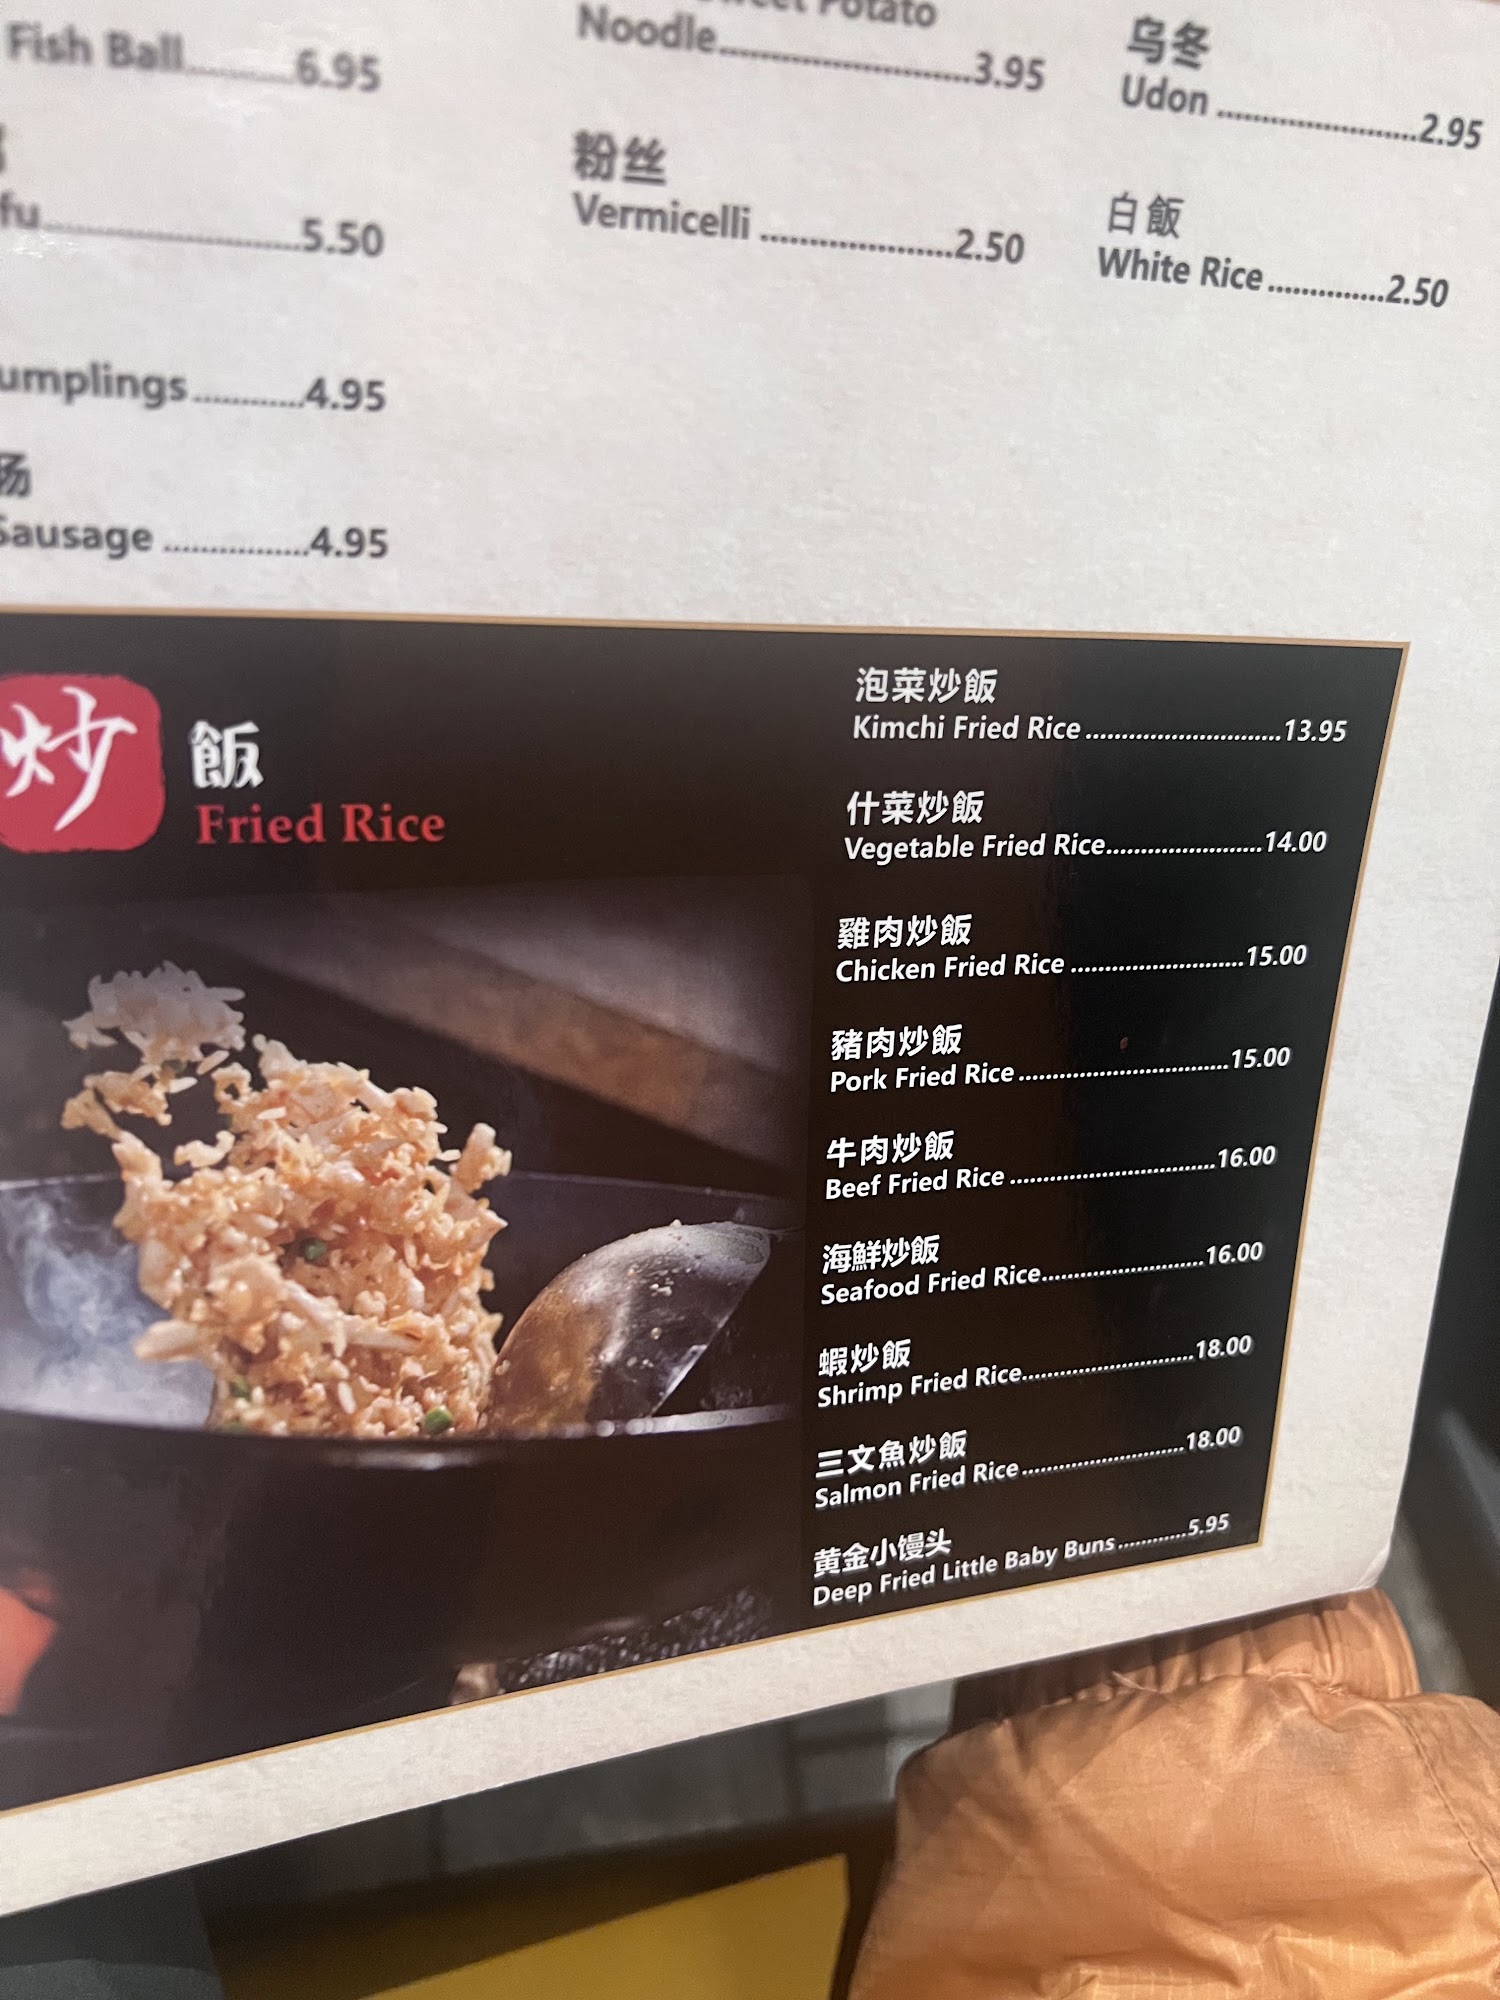 Fish Ball...........6.95
fu..............................5.50
umplings............4.95
Sausage ................4.95
Potato
Noodle............................3.95
粉丝
Vermicelli .....................2.50
乌冬
Udon ......................2.95
白飯
White Rice..............2.50
炒 飯
Fried Rice
泡菜炒飯
Kimchi Fried Rice...........................13.95
什菜炒飯
Vegetable Fried Rice......................14.00
雞肉炒飯
Chicken Fried Rice .........................15.00
豬肉炒飯
Pork Fried Rice...............................15.00
牛肉炒飯
Beef Fried Rice ..............................16.00
海鮮炒飯
Seafood Fried Rice.........................16.00
蝦炒飯
Shrimp Fried Rice...........................18.00
三文魚炒飯
Salmon Fried Rice..........................18.00
黄金小馒头
Deep Fried Little Baby Buns............5.95